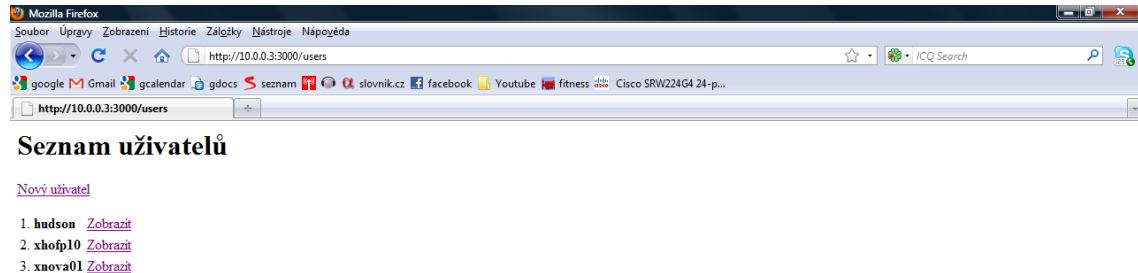 Mozilla Firefox
Soubor Úpravy Zobrazení Historie Záložky Nástroje Nápověda
http://10.0.0.3:3000/users ICQ Search
google Gmail gcalendar gdocs seznam slovnik.cz facebook Youtube fitness Cisco SRW224G4 24-p...
http://10.0.0.3:3000/users
Seznam uživatelů
Nový uživatel
1. hudson Zobrazit
2. xhofp10 Zobrazit
3. xnova01 Zobrazit